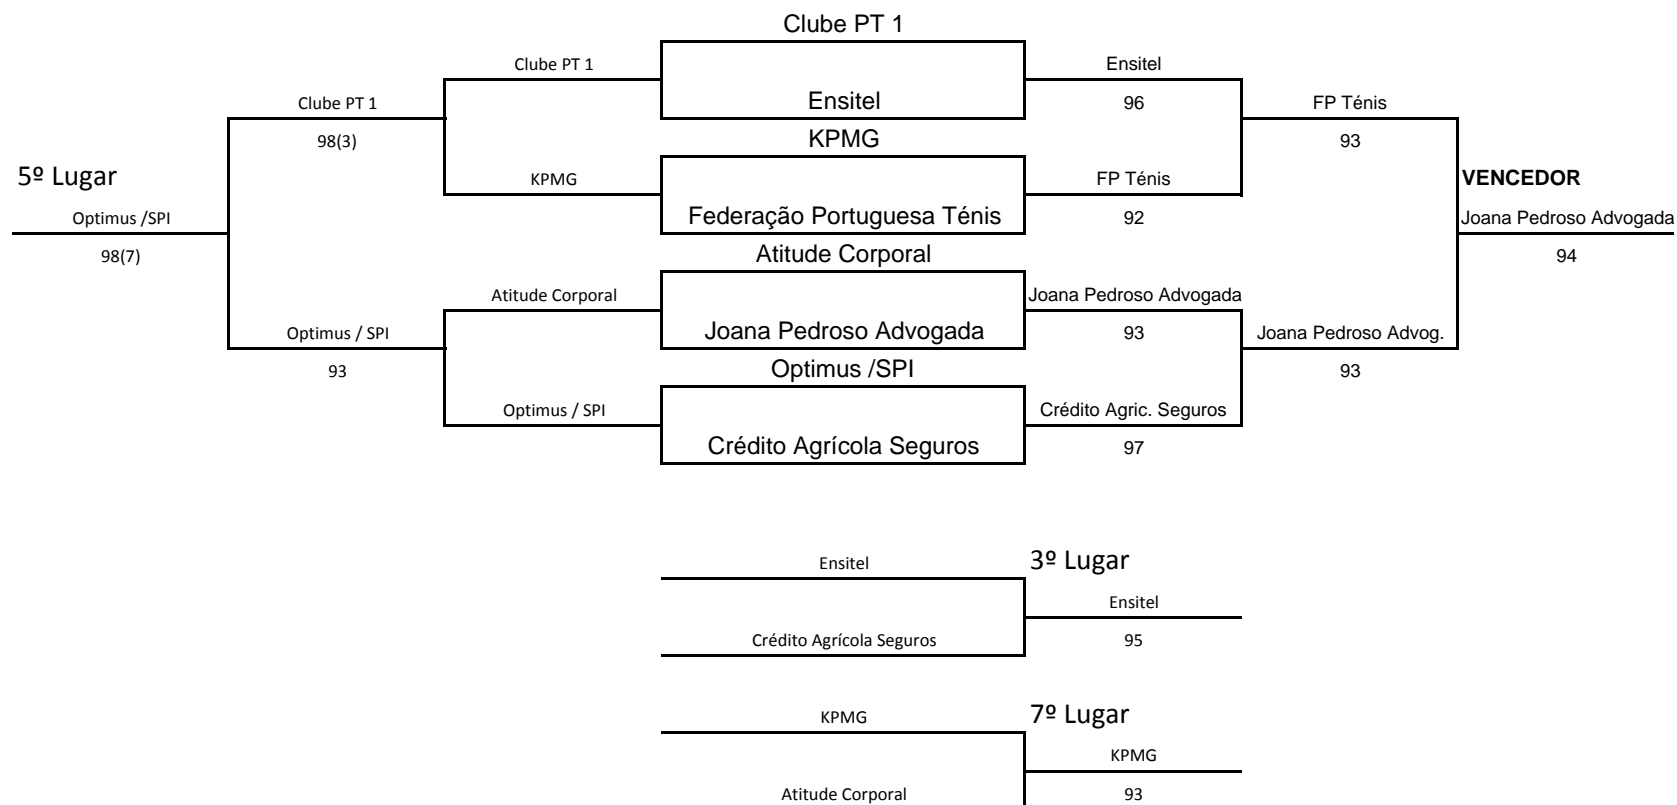 Clube PT 1
Clube PT 1
Ensitel
Clube PT 1
Ensitel
96
FP Ténis
98(3)
KPMG
93
5º Lugar
KPMG
FP Ténis
VENCEDOR
Optimus /SPI
Federação Portuguesa Ténis
92
Joana Pedroso Advogada
98(7)
Atitude Corporal
94
Atitude Corporal
Joana Pedroso Advogada
Optimus / SPI
Joana Pedroso Advogada
93
Joana Pedroso Advog.
93
Optimus /SPI
93
Optimus / SPI
Crédito Agric. Seguros
Crédito Agrícola Seguros
97
Ensitel
3º Lugar
Ensitel
Crédito Agrícola Seguros
95
KPMG
7º Lugar
KPMG
Atitude Corporal
93